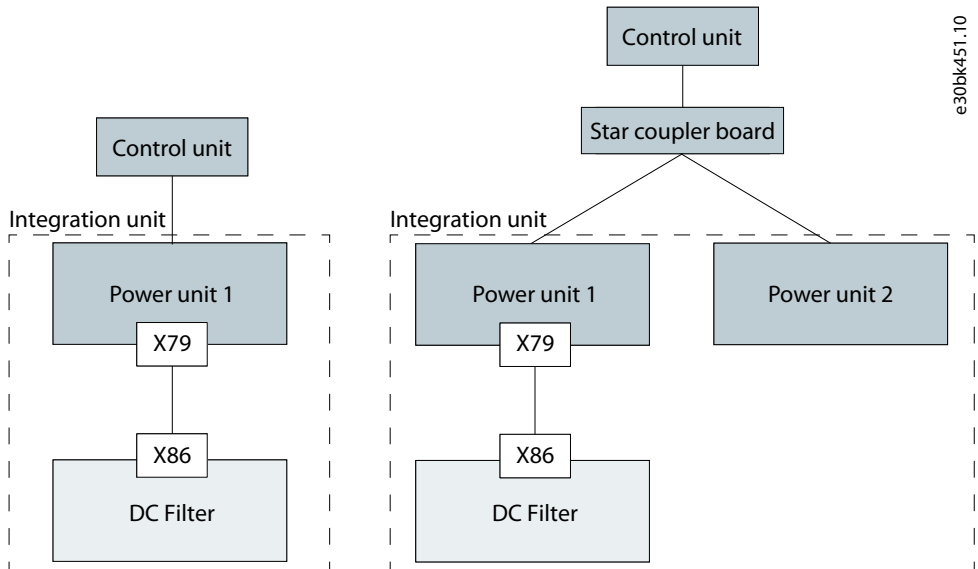 Control unit
Integration unit
Power unit 1
X79
X86
DC Filter
Control unit
Star coupler board
Integration unit
Power unit 1
Power unit 2
X79
X86
DC Filter
e30bk451.10